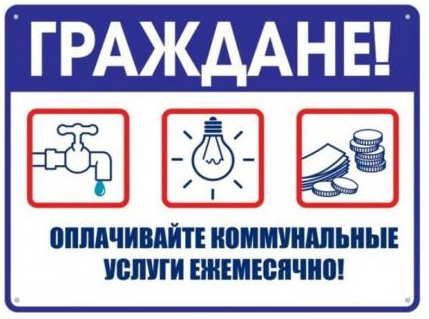 ГРАЖДАНЕ!
ОПЛАЧИВАЙТЕ КОММУНАЛЬНЫЕ
УСЛУГИ ЕЖЕМЕСЯЧНО!